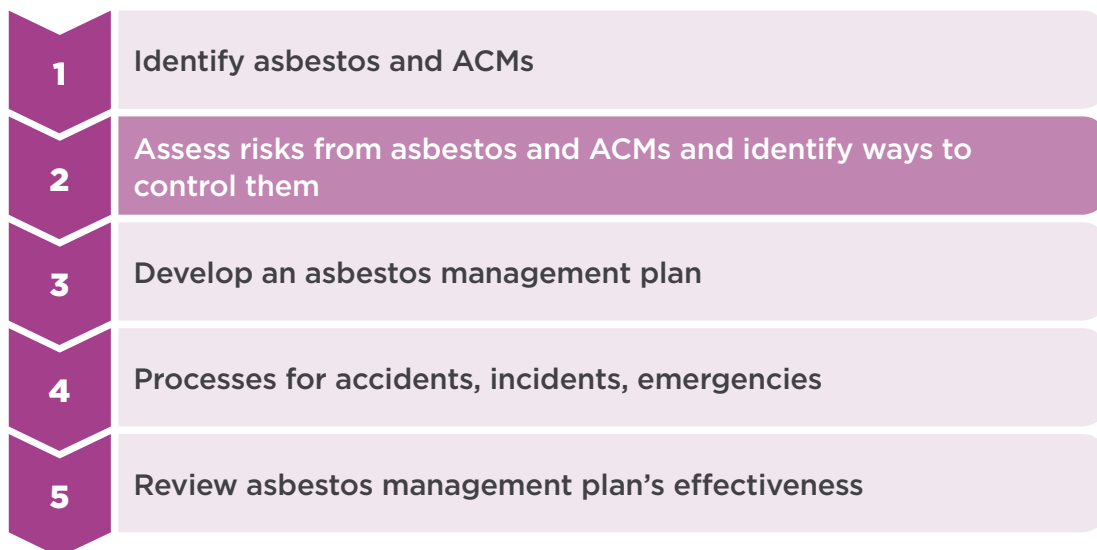 1
Identify asbestos and ACMs
2
Assess risks from asbestos and ACMs and identify ways to
control them
3
Develop an asbestos management plan
4
Processes for accidents, incidents, emergencies
5
Review asbestos management plan’s effectiveness